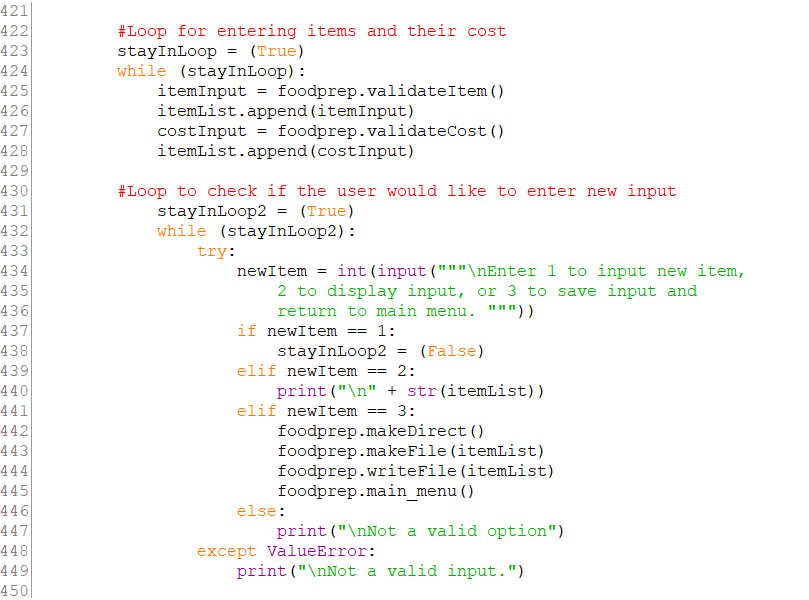 421
422         #Loop for entering items and their cost
423         stayInLoop = (True)
424         while (stayInLoop):
425             itemInput = foodprep.validateItem()
426             itemList.append(itemInput)
427             costInput = foodprep.validateCost()
428             itemList.append(costInput)
429
430         #Loop to check if the user would like to enter new input
431             stayInLoop2 = (True)
432             while (stayInLoop2):
433                 try:
434                     newItem = int(input("""\nEnter 1 to input new item,
435                         2 to display input, or 3 to save input and
436                         return to main menu. """))
437                     if newItem == 1:
438                         stayInLoop2 = (False)
439                     elif newItem == 2:
440                         print("\n" + str(itemList))
441                     elif newItem == 3:
442                         foodprep.makeDirect()
443                         foodprep.makeFile(itemList)
444                         foodprep.writeFile(itemList)
445                         foodprep.main_menu()
446                     else:
447                         print("\nNot a valid option")
448                 except ValueError:
449                     print("\nNot a valid input.")
450